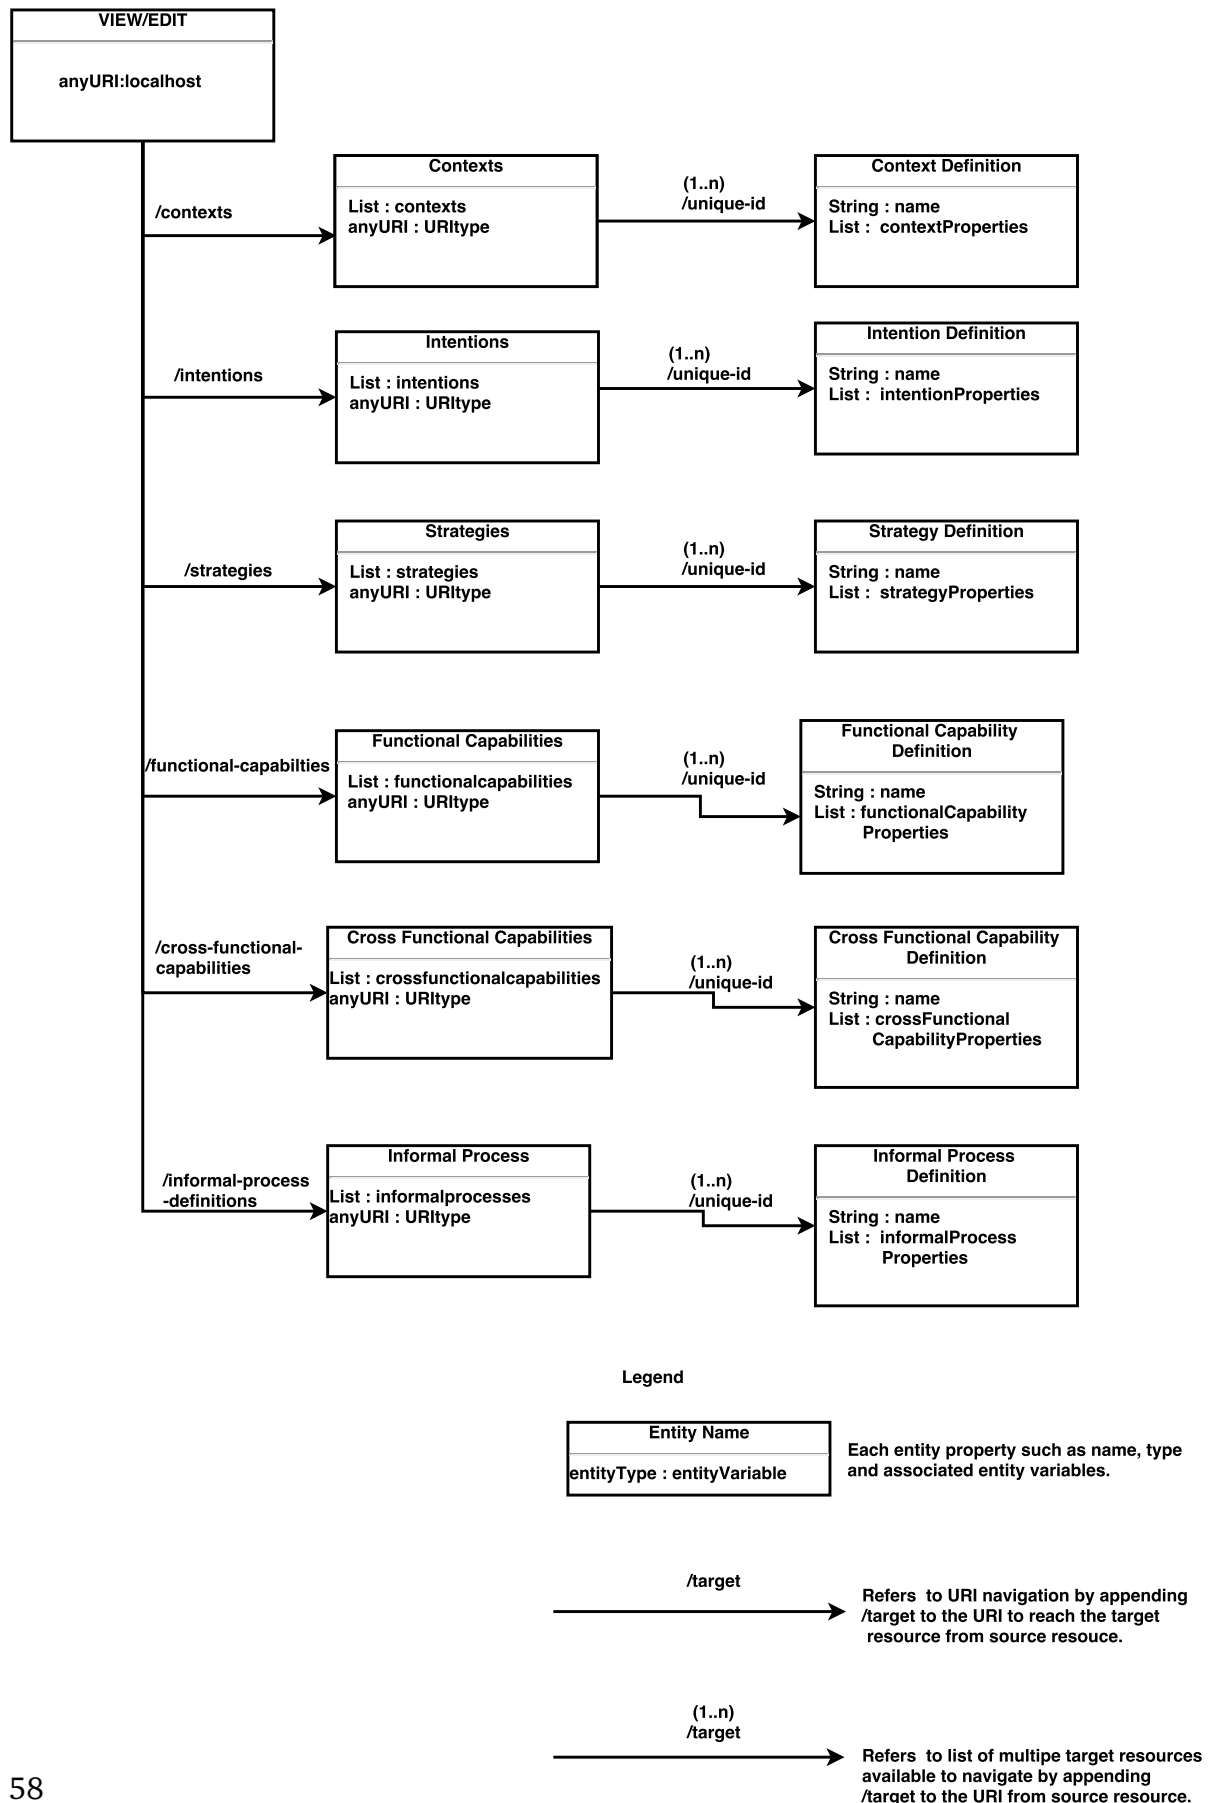 VIEW/EDIT
anyURI:localhost
/contexts
Contexts
List : contexts
anyURI : URItype
(1..n)
/unique-id
Context Definition
String : name
List :  contextProperties
/intentions
Intentions
List : intentions
anyURI : URItype
(1..n)
/unique-id
Intention Definition
String : name
List :  intentionProperties
/strategies
Strategies
List : strategies
anyURI : URItype
(1..n)
/unique-id
Strategy Definition
String : name
List :  strategyProperties
/functional-capabilties
Functional Capabilities
List : functionalcapabilities
anyURI : URItype
(1..n)
/unique-id
Functional Capability
Definition
String : name
List : functionalCapability
Properties
/cross-functional-
capabilities
Cross Functional Capabilities
List : crossfunctionalcapabilities
anyURI : URItype
(1..n)
/unique-id
Cross Functional Capability
Definition
String : name
List : crossFunctional
CapabilityProperties
/informal-process
-definitions
Informal Process
List : informalprocesses
anyURI : URItype
(1..n)
/unique-id
Informal Process
Definition
String : name
List :  informalProcess
Properties
Legend
Entity Name
entityType : entityVariable
Each entity property such as name, type
and associated entity variables.
/target
Refers  to URI navigation by appending
/target to the URI to reach the target
resource from source resouce.
(1..n)
/target
Refers  to list of multipe target resources
available to navigate by appending
/target to the URI from source resource.
58